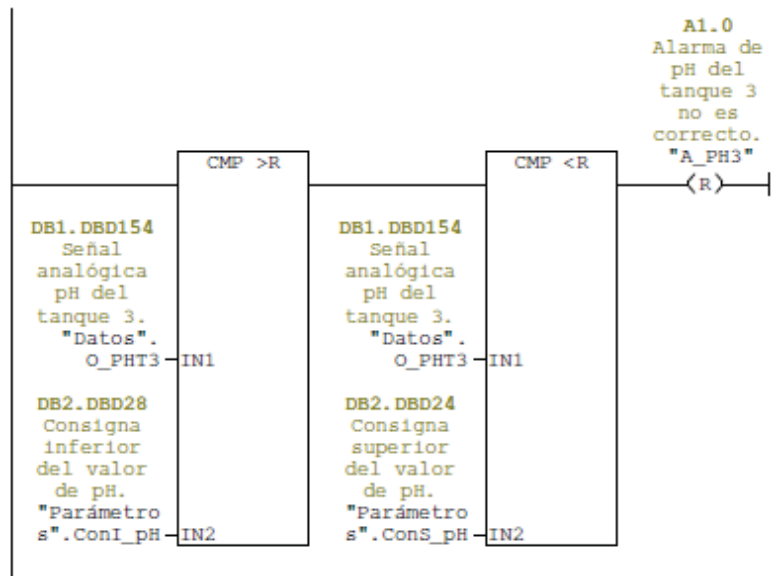 A1.0
Alarma de
pH del
tanque 3
no es
correcto.
"A_PH3"
CMP >R
CMP <R
R
DB1.DBD154
Señal
analógica
pH del
tanque 3.
"Datos".
O_PHT3
IN1
DB1.DBD154
Señal
analógica
pH del
tanque 3.
"Datos".
O_PHT3
IN1
DB2.DBD28
Consigna
inferior
del valor
de pH.
"Parámetro
s".ConI_pH
IN2
DB2.DBD24
Consigna
superior
del valor
de pH.
"Parámetro
s".ConS_pH
IN2